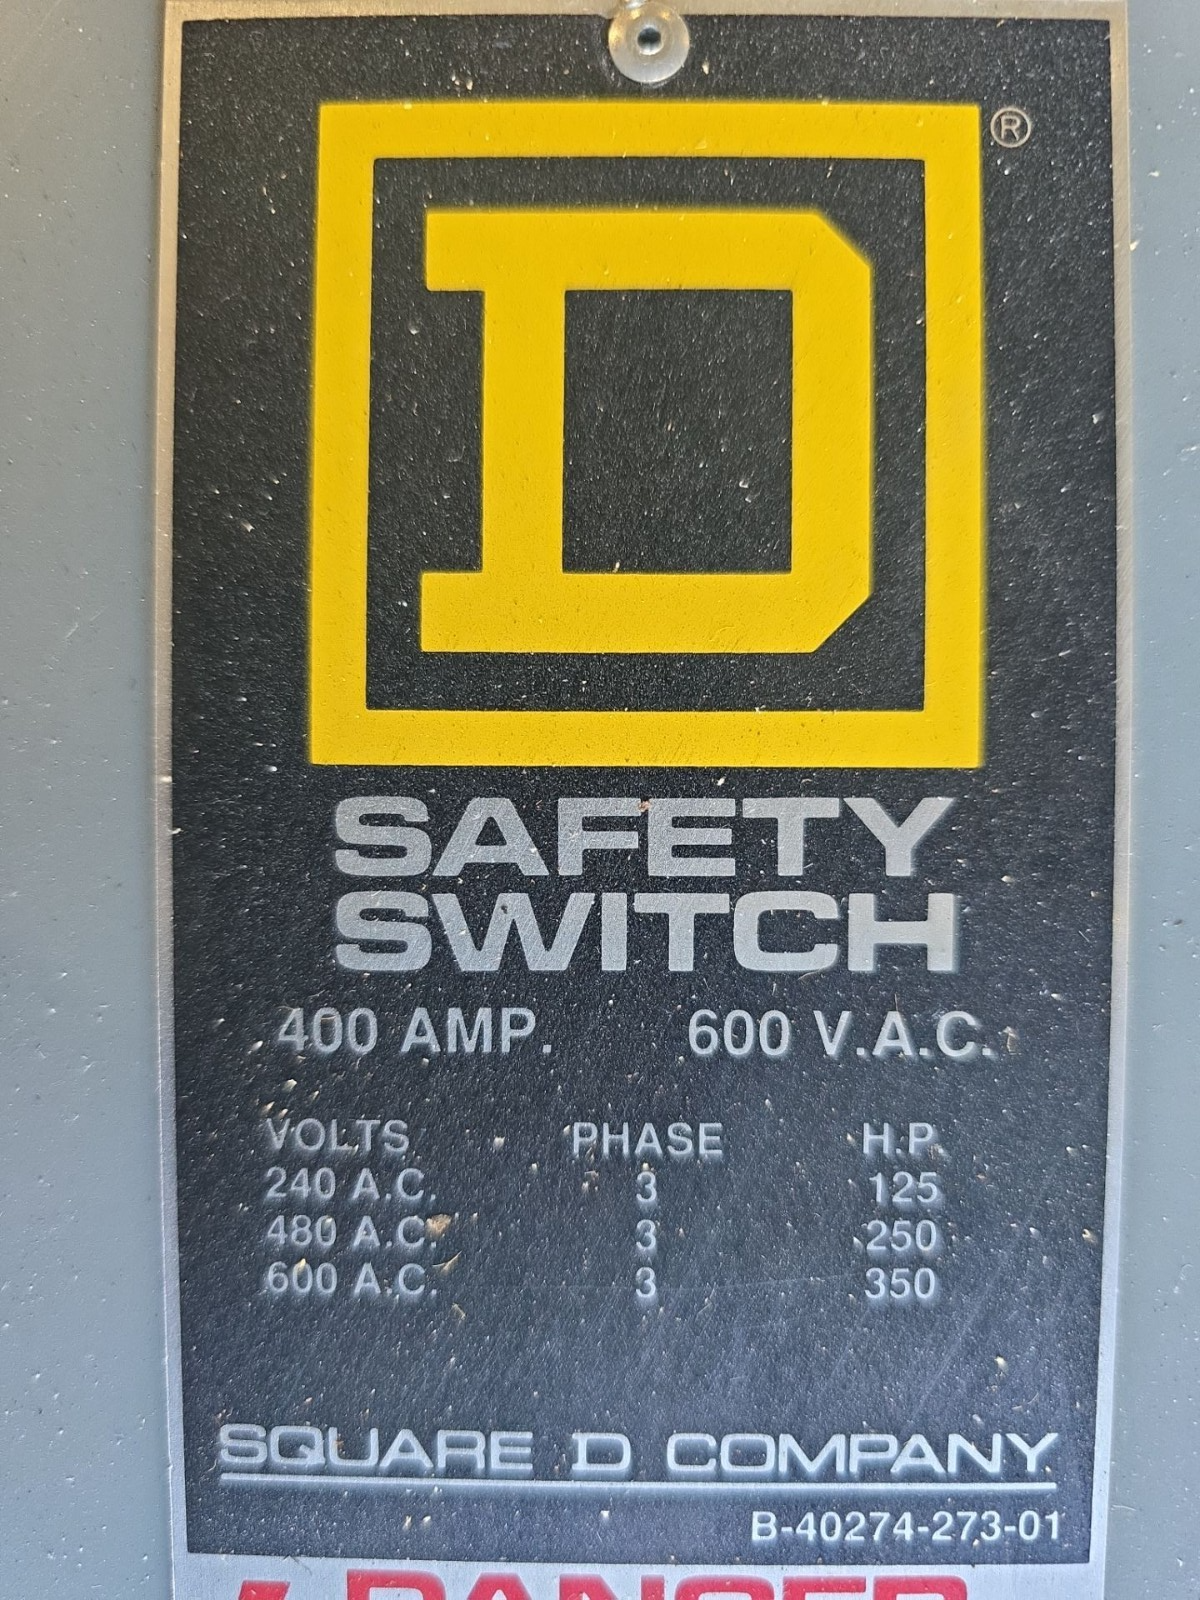 D ®
SAFETY
SWITCH
400 AMP. 600 V.A.C.
VOLTS PHASE H.P.
240 A.C. 3 125
480 A.C. 3 250
600 A.C. 3 350
SQUARE D COMPANY
B-40274-273-01
DANGER